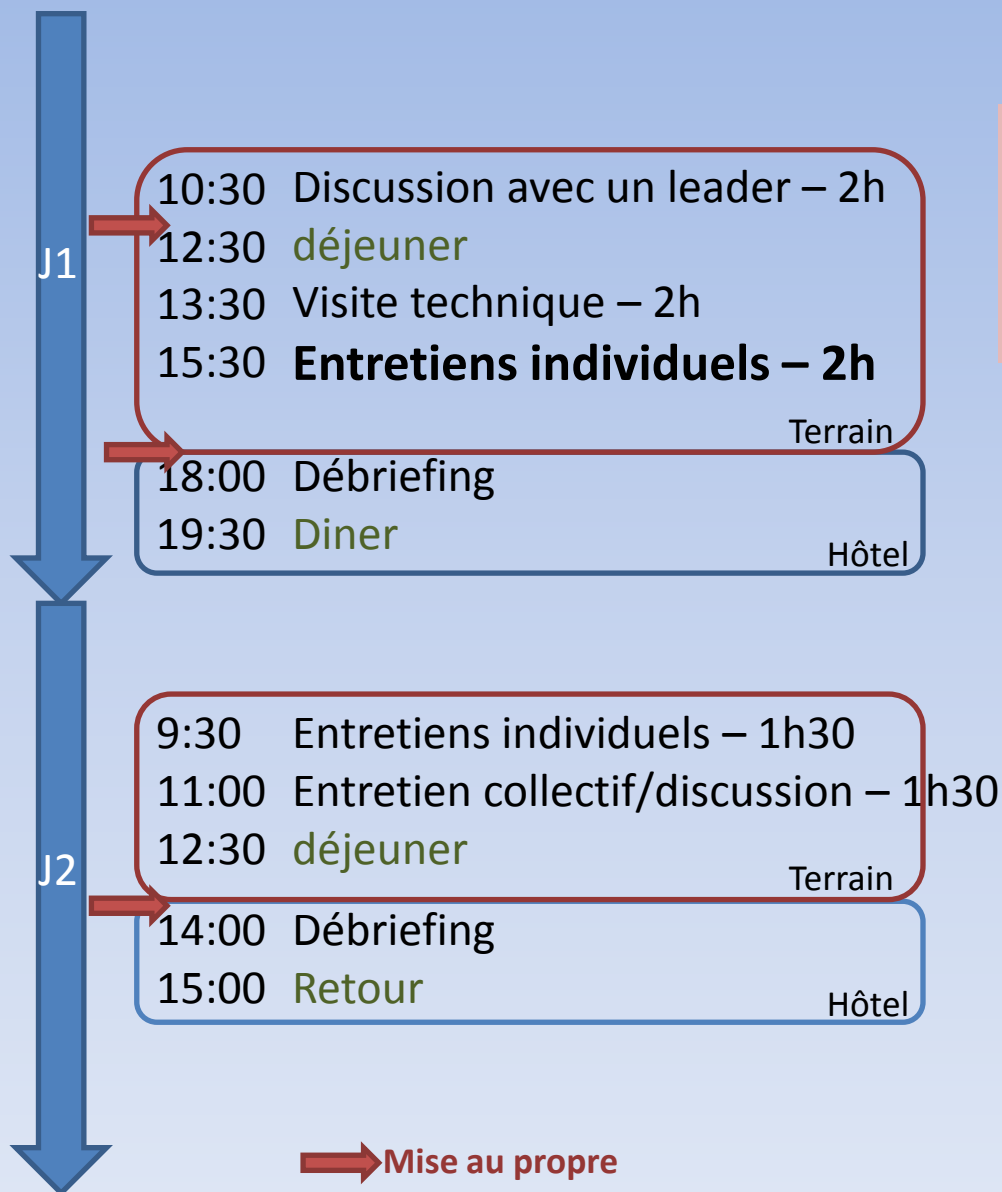 J1
10:30 Discussion avec un leader – 2h
12:30 déjeuner
13:30 Visite technique – 2h
15:30 Entretiens individuels – 2h
Terrain
18:00 Débriefing
19:30 Diner
Hôtel
J2
9:30 Entretiens individuels – 1h30
11:00 Entretien collectif/discussion – 1h30
12:30 déjeuner
Terrain
14:00 Débriefing
15:00 Retour
Hôtel
Mise au propre